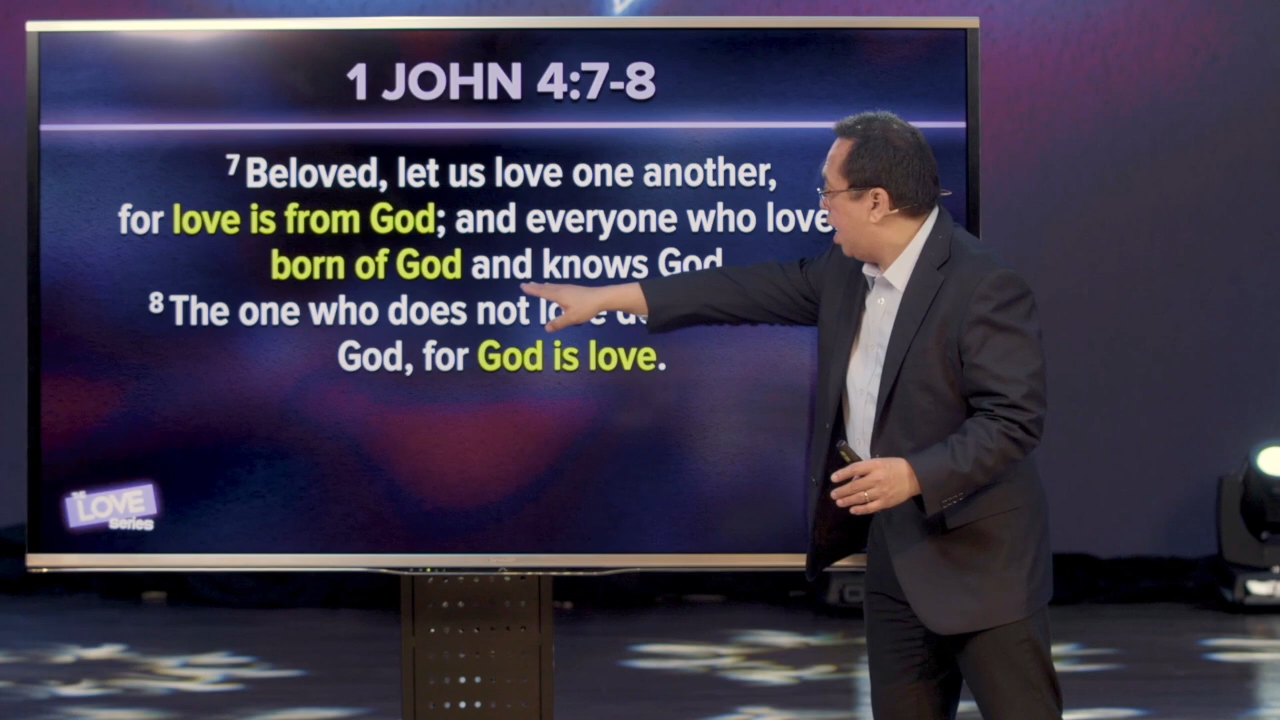 1 JOHN 4:7-8
7 Beloved, let us love one another,
for love is from God; and everyone who love
born of God and knows God
8 The one who does not
God, for God is love.
THE
LOVE
series